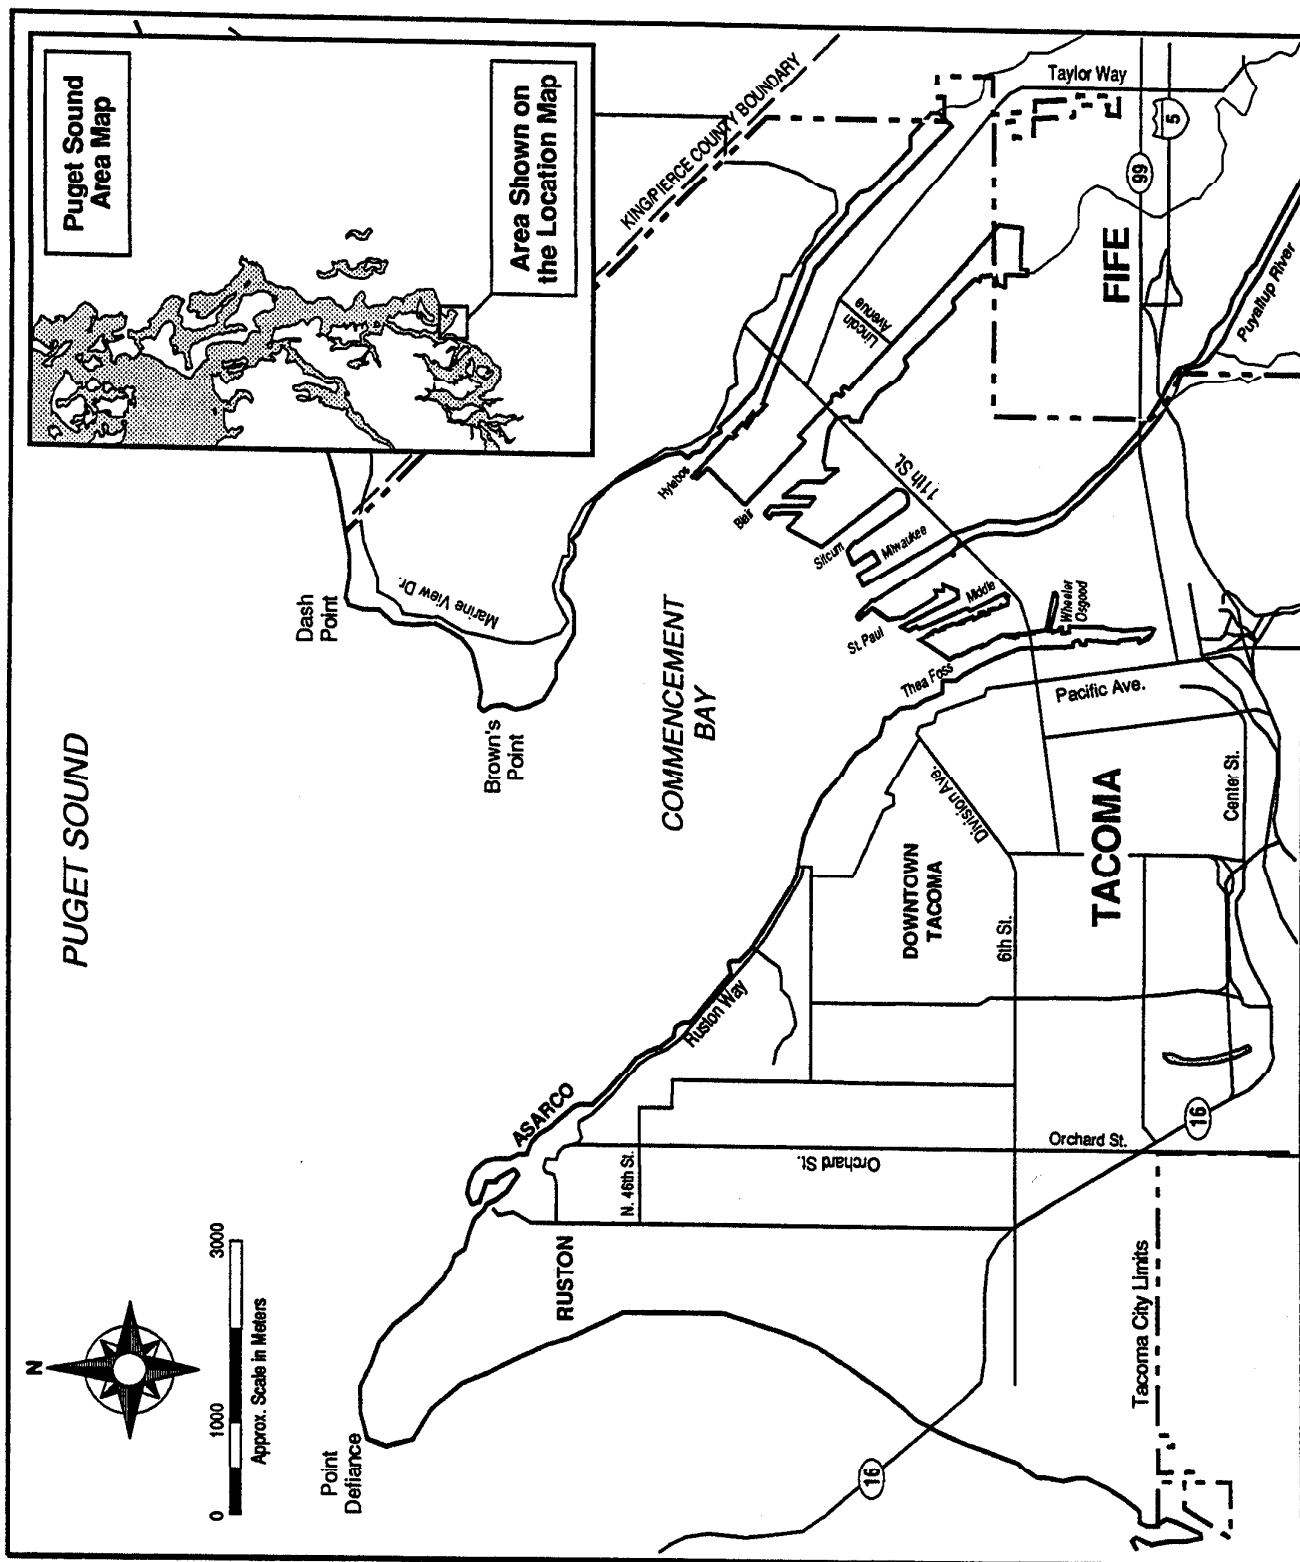 PUGET SOUND
Puget Sound
Area Map
Area Shown on
the Location Map
N
0
1000
3000
Approx. Scale in Meters
Point
Defiance
Dash
Point
Marine View Dr.
Brown's
Point
KING/PIERCE COUNTY BOUNDARY
COMMENCEMENT
BAY
ASARCO
RUSTON
Ruston Way
N. 46th St.
Orchard St.
Orchard St.
Hylebos
Blair
Sitcum
Milwaukee
St. Paul
Middle
Thea Foss
Wheeler
Osgood
11th St.
Lincoln
Avenue
Taylor Way
99
5
FIFE
Puyallup River
Pacific Ave.
Division Ave.
DOWNTOWN
TACOMA
6th St.
TACOMA
Center St.
16
16
Tacoma City Limits